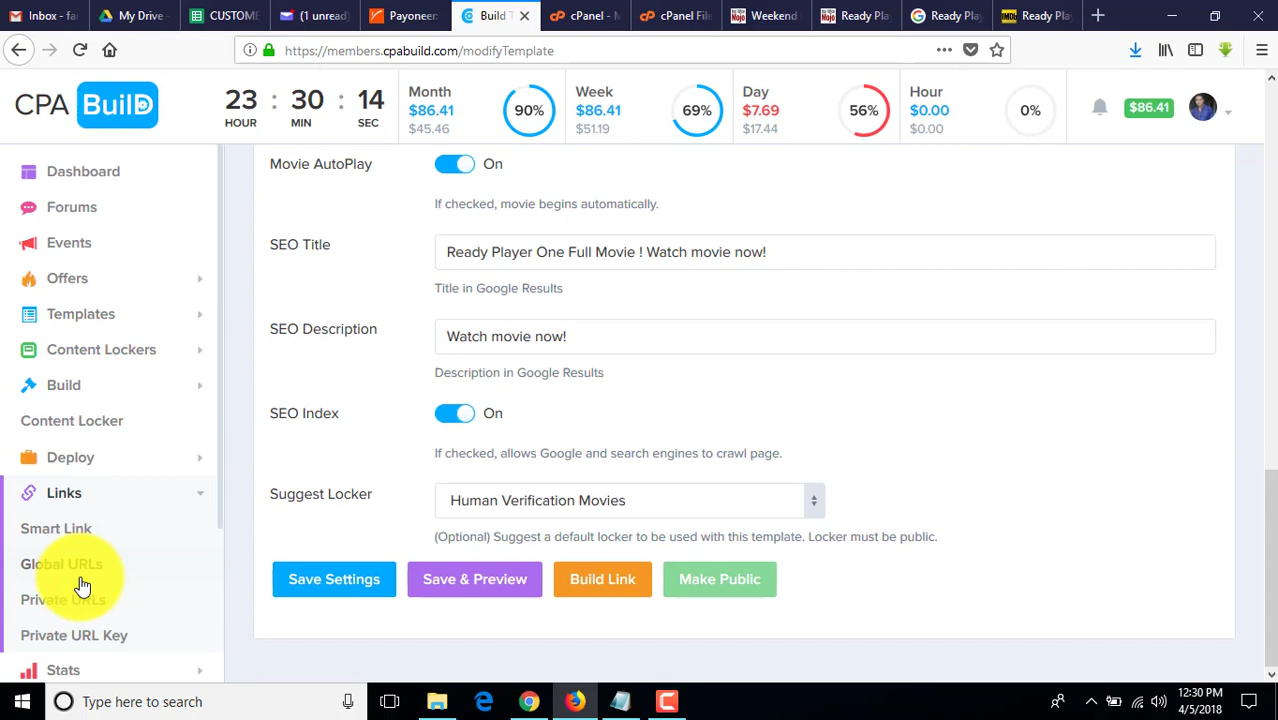 Inbox - fa
My Drive -
CUSTOME
(1 unread)
Payoneer
Build T
cPanel - M
cPanel File
Weekend
Ready Play
Ready Play
Ready Pla
https://members.cpabuild.com/modifyTemplate
CPA BuilD
23 : 30 : 14
HOUR MIN SEC
Month
$86.41
$45.46
90%
Week
$86.41
$51.19
69%
Day
$7.69
$17.44
56%
Hour
$0.00
$0.00
0%
$86.41
Dashboard
Forums
Events
Offers
Templates
Content Lockers
Build
Content Locker
Deploy
Links
Smart Link
Global URLs
Private URLs
Private URL Key
Stats
Movie AutoPlay
On
If checked, movie begins automatically.
SEO Title
Ready Player One Full Movie ! Watch movie now!
Title in Google Results
SEO Description
Watch movie now!
Description in Google Results
SEO Index
On
If checked, allows Google and search engines to crawl page.
Suggest Locker
Human Verification Movies
(Optional) Suggest a default locker to be used with this template. Locker must be public.
Save Settings
Save & Preview
Build Link
Make Public
Type here to search
12:30 PM
4/5/2018